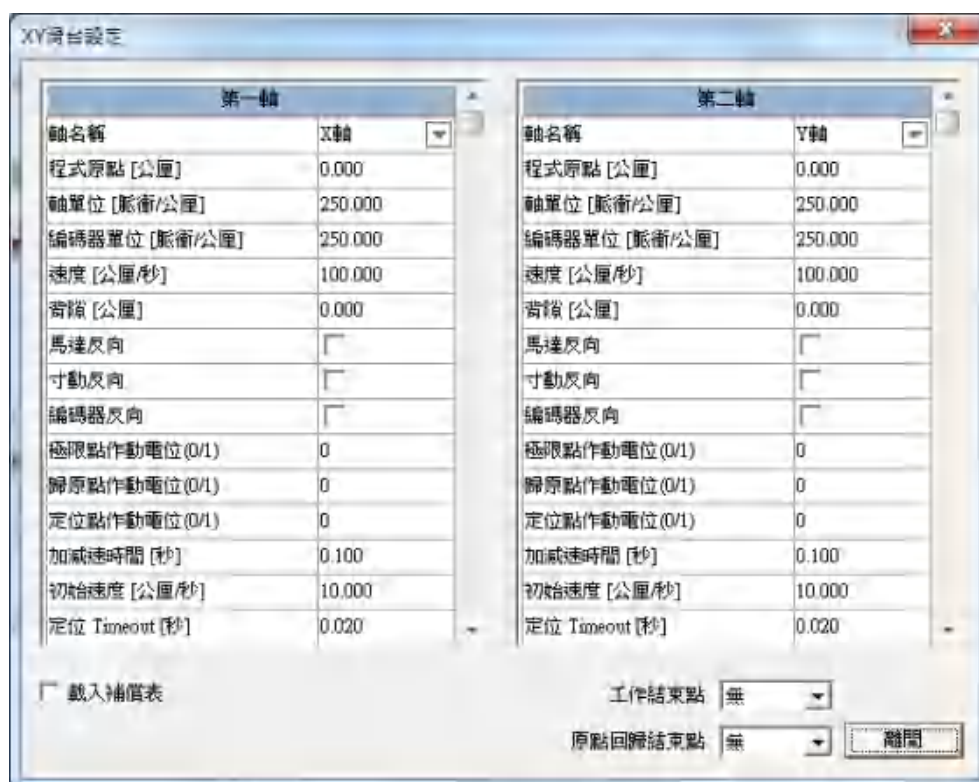 XY滑台設定
第一軸
軸名稱 X軸
程式原點 [公厘] 0.000
軸單位 [脈衝/公厘] 250.000
編碼器單位 [脈衝/公厘] 250.000
速度 [公厘/秒] 100.000
背隙 [公厘] 0.000
馬達反向
寸動反向
編碼器反向
極限點作動電位(0/1) 0
歸原點作動電位(0/1) 0
定位點作動電位(0/1) 0
加減速時間 [秒] 0.100
初始速度 [公厘/秒] 10.000
定位 Timeout [秒] 0.020
第二軸
軸名稱 Y軸
程式原點 [公厘] 0.000
軸單位 [脈衝/公厘] 250.000
編碼器單位 [脈衝/公厘] 250.000
速度 [公厘/秒] 100.000
背隙 [公厘] 0.000
馬達反向
寸動反向
編碼器反向
極限點作動電位(0/1) 0
歸原點作動電位(0/1) 0
定位點作動電位(0/1) 0
加減速時間 [秒] 0.100
初始速度 [公厘/秒] 10.000
定位 Timeout [秒] 0.020
載入補償表
工作結束點 無
原點回歸結束點 無
離開